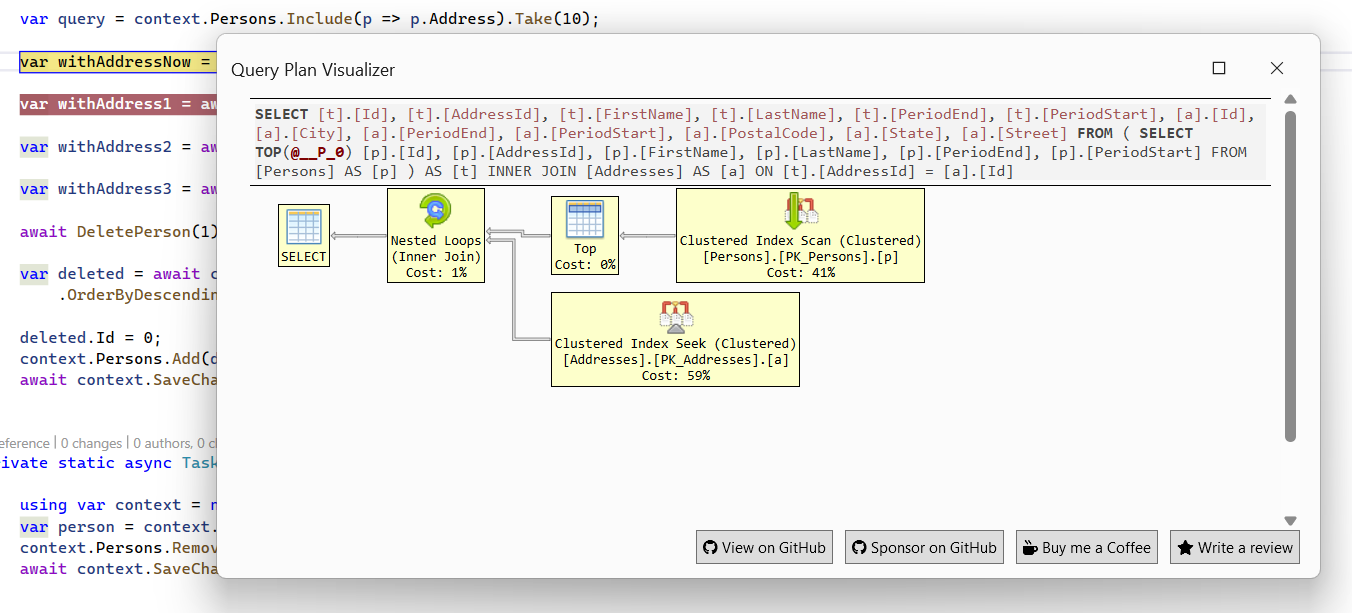 var query = context.Persons.Include(p => p.Address).Take(10);
var withAddressNow =
var withAddress1 = aw
var withAddress2 = aw
var withAddress3 = aw
await DeletePerson(1)
var deleted = await c
.OrderByDescendin
deleted.Id = 0;
context.Persons.Add(d
await context.SaveCha
eference | 0 changes | 0 authors, 0 c
ivate static async Task
using var context = n
var person = context.
context.Persons.Remov
await context.SaveCha
Query Plan Visualizer
SELECT [t].[Id], [t].[AddressId], [t].[FirstName], [t].[LastName], [t].[PeriodEnd], [t].[PeriodStart], [a].[Id],
[a].[City], [a].[PeriodEnd], [a].[PeriodStart], [a].[PostalCode], [a].[State], [a].[Street] FROM ( SELECT
TOP(@__P_0) [p].[Id], [p].[AddressId], [p].[FirstName], [p].[LastName], [p].[PeriodEnd], [p].[PeriodStart] FROM
[Persons] AS [p] ) AS [t] INNER JOIN [Addresses] AS [a] ON [t].[AddressId] = [a].[Id]
SELECT
Nested Loops
(Inner Join)
Cost: 1%
Top
Cost: 0%
Clustered Index Scan (Clustered)
[Persons].[PK_Persons].[p]
Cost: 41%
Clustered Index Seek (Clustered)
[Addresses].[PK_Addresses].[a]
Cost: 59%
View on GitHub
Sponsor on GitHub
Buy me a Coffee
Write a review